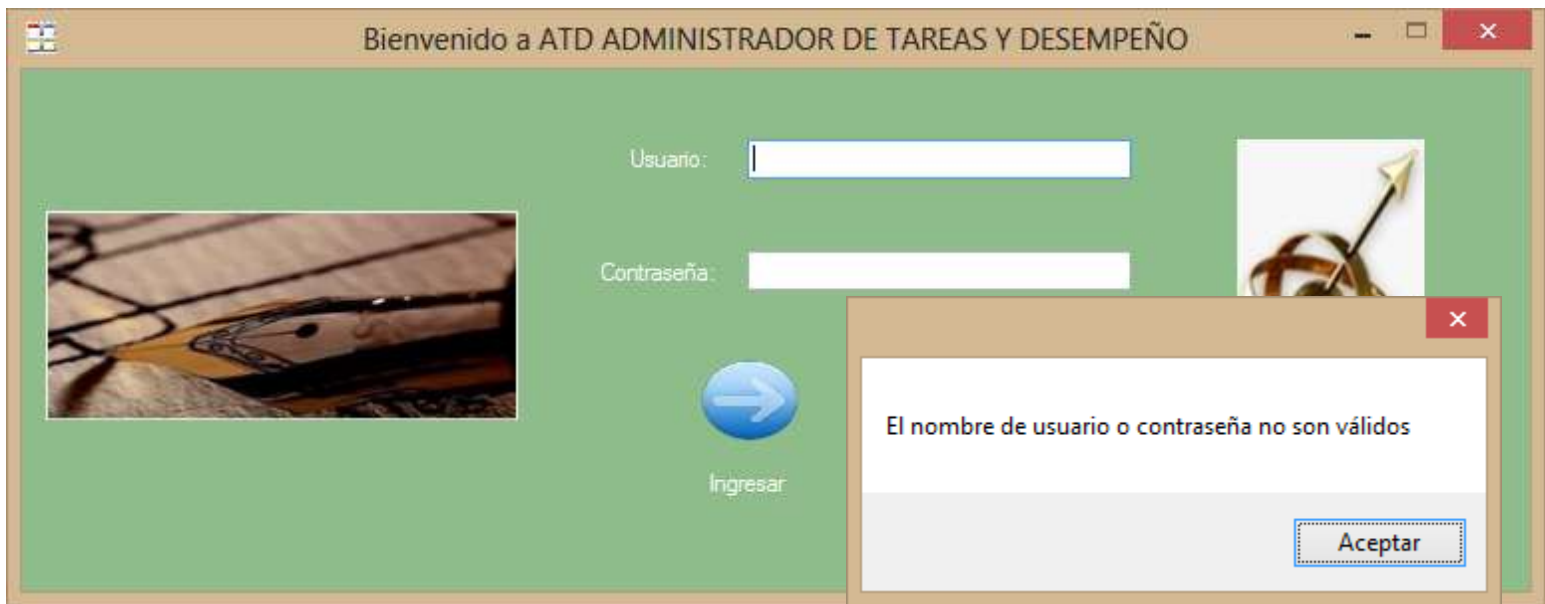 Bienvenido a ATD ADMINISTRADOR DE TAREAS Y DESEMPEÑO
Usuario:
Contraseña:
Ingresar
El nombre de usuario o contraseña no son válidos
Aceptar